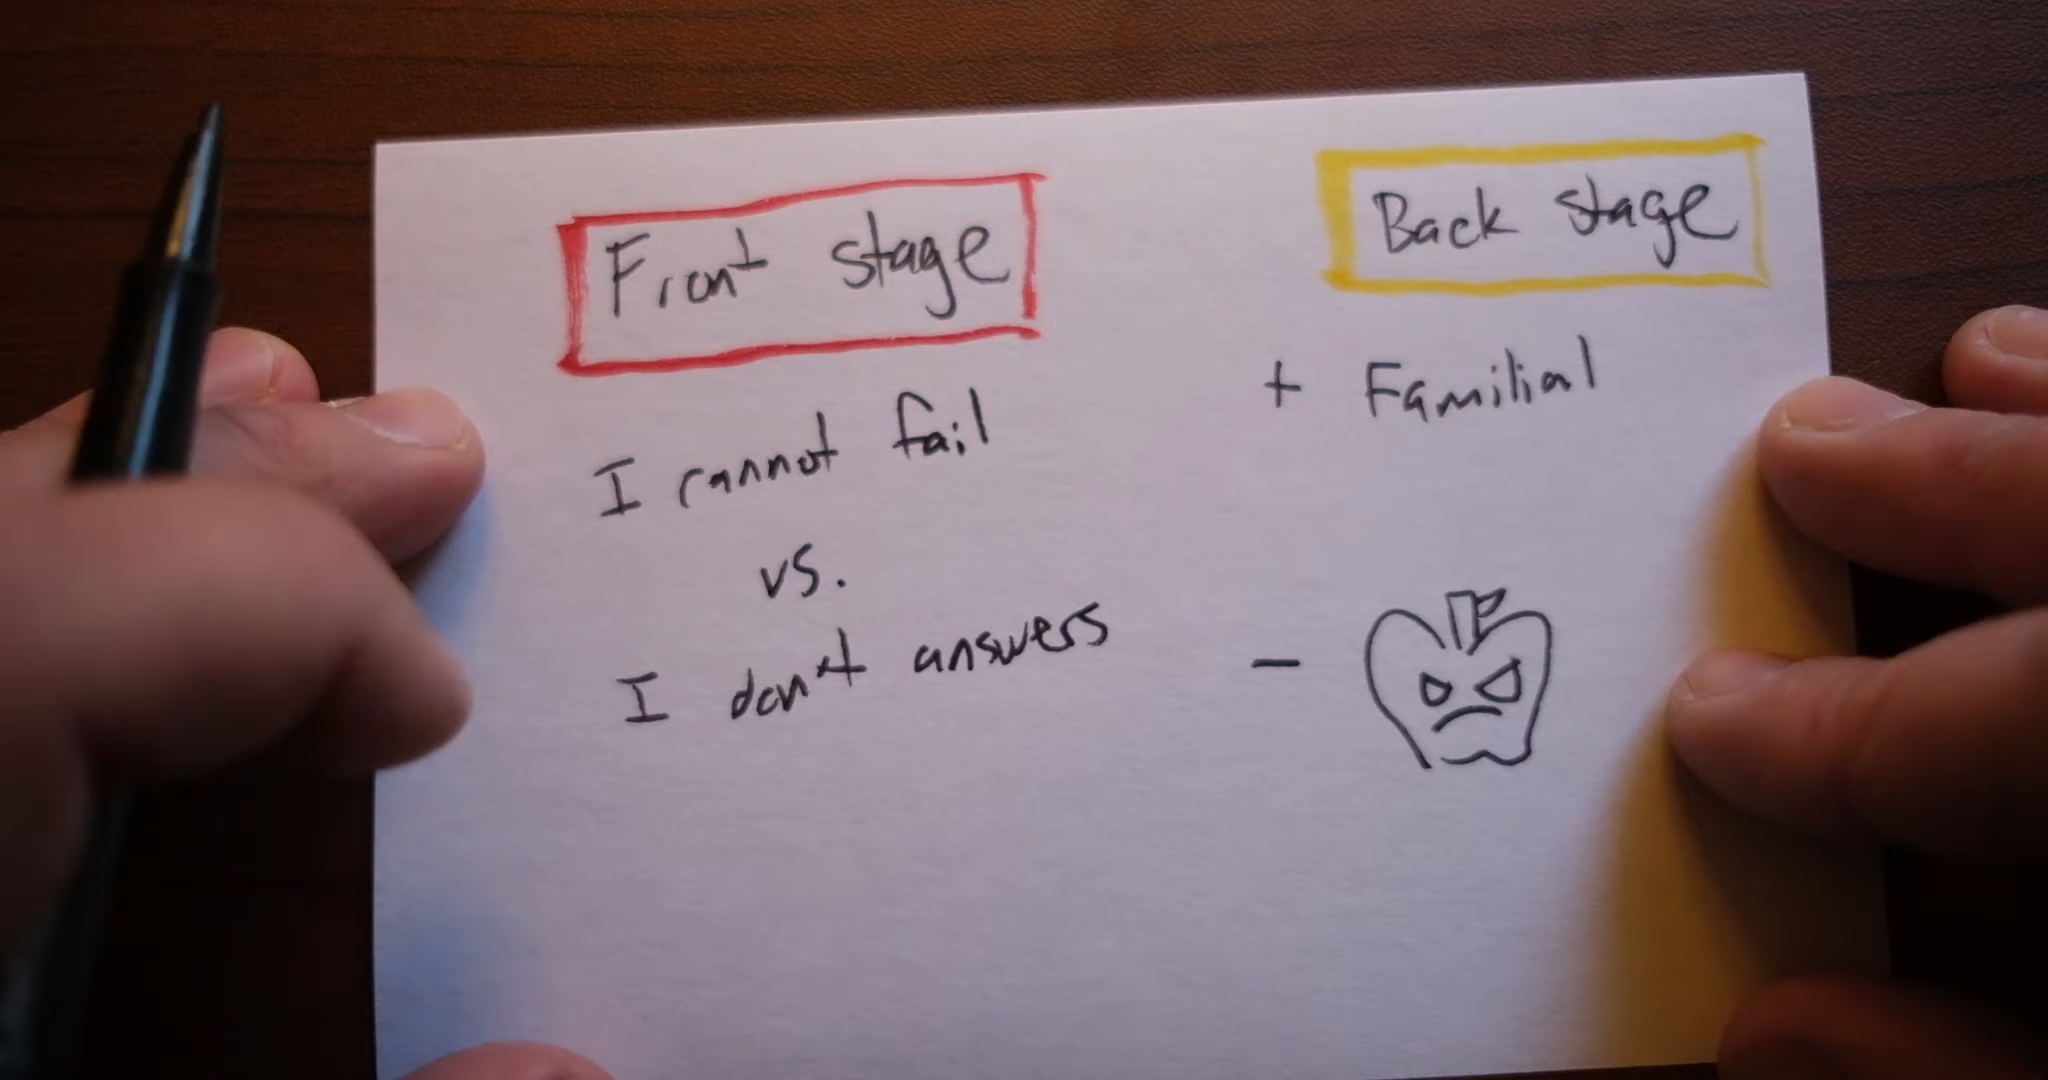 Front stage
I cannot fail
vs.
I don't answers
Back stage
+ Familial
-